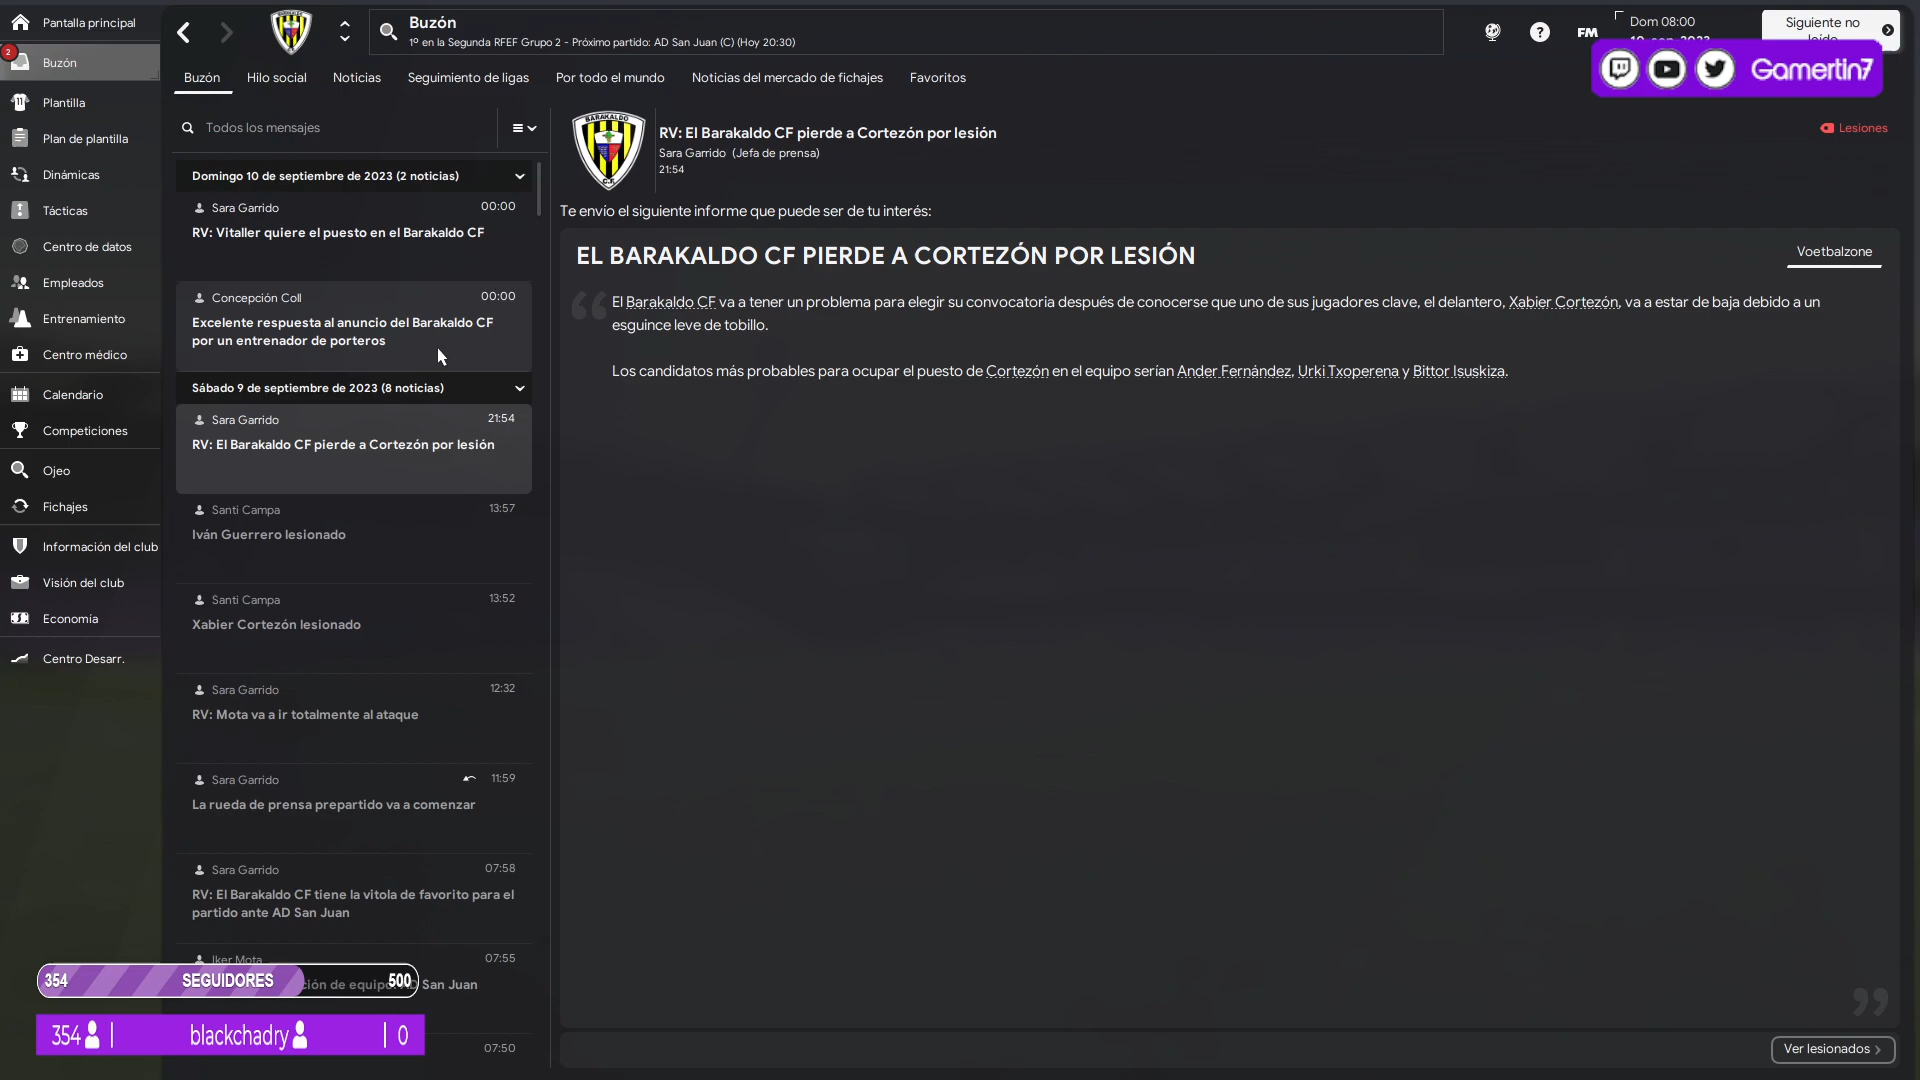 Pantalla principal
2
Buzón
Plantilla
Plan de plantilla
Dinámicas
Tácticas
Centro de datos
Empleados
Entrenamiento
Centro médico
Calendario
Competiciones
Ojeo
Fichajes
Información del club
Visión del club
Economía
Centro Desarr.
Buzón
1º en la Segunda RFEF Grupo 2 - Próximo partido: AD San Juan (C) (Hoy 20:30)
?
FM
Dom 08:00
Siguiente no
Gamertin7
Buzón
Hilo social
Noticias
Seguimiento de ligas
Por todo el mundo
Noticias del mercado de fichajes
Favoritos
Todos los mensajes
Domingo 10 de septiembre de 2023 (2 noticias)
Sara Garrido 00:00
RV: Vitaller quiere el puesto en el Barakaldo CF
Concepción Coll 00:00
Excelente respuesta al anuncio del Barakaldo CF
por un entrenador de porteros
Sábado 9 de septiembre de 2023 (8 noticias)
Sara Garrido 21:54
RV: El Barakaldo CF pierde a Cortezón por lesión
Santi Campa 13:57
Iván Guerrero lesionado
Santi Campa 13:52
Xabier Cortezón lesionado
Sara Garrido 12:32
RV: Mota va a ir totalmente al ataque
Sara Garrido 11:59
La rueda de prensa prepartido va a comenzar
Sara Garrido 07:58
RV: El Barakaldo CF tiene la vitola de favorito para el
partido ante AD San Juan
Iker Mota 07:55
San Juan
07:50
354 SEGUIDORES 500
354 blackchadry 0
BARAKALDO
RV: El Barakaldo CF pierde a Cortezón por lesión
Sara Garrido (Jefa de prensa)
21:54
Lesiones
Te envío el siguiente informe que puede ser de tu interés:
EL BARAKALDO CF PIERDE A CORTEZÓN POR LESIÓN
Voetbalzone
El Barakaldo CF va a tener un problema para elegir su convocatoria después de conocerse que uno de sus jugadores clave, el delantero, Xabier Cortezón, va a estar de baja debido a un
esguince leve de tobillo.
Los candidatos más probables para ocupar el puesto de Cortezón en el equipo serían Ander Fernández, Urki Txoperena y Bittor Isuskiza.
Ver lesionados